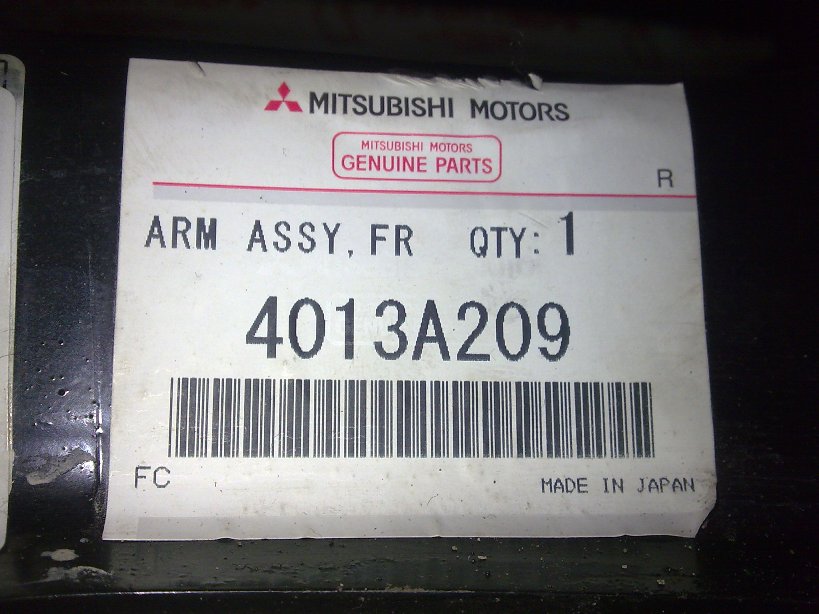 MITSUBISHI MOTORS
MITSUBISHI MOTORS
GENUINE PARTS
R
ARM ASSY, FR QTY: 1
4013A209
FC
MADE IN JAPAN